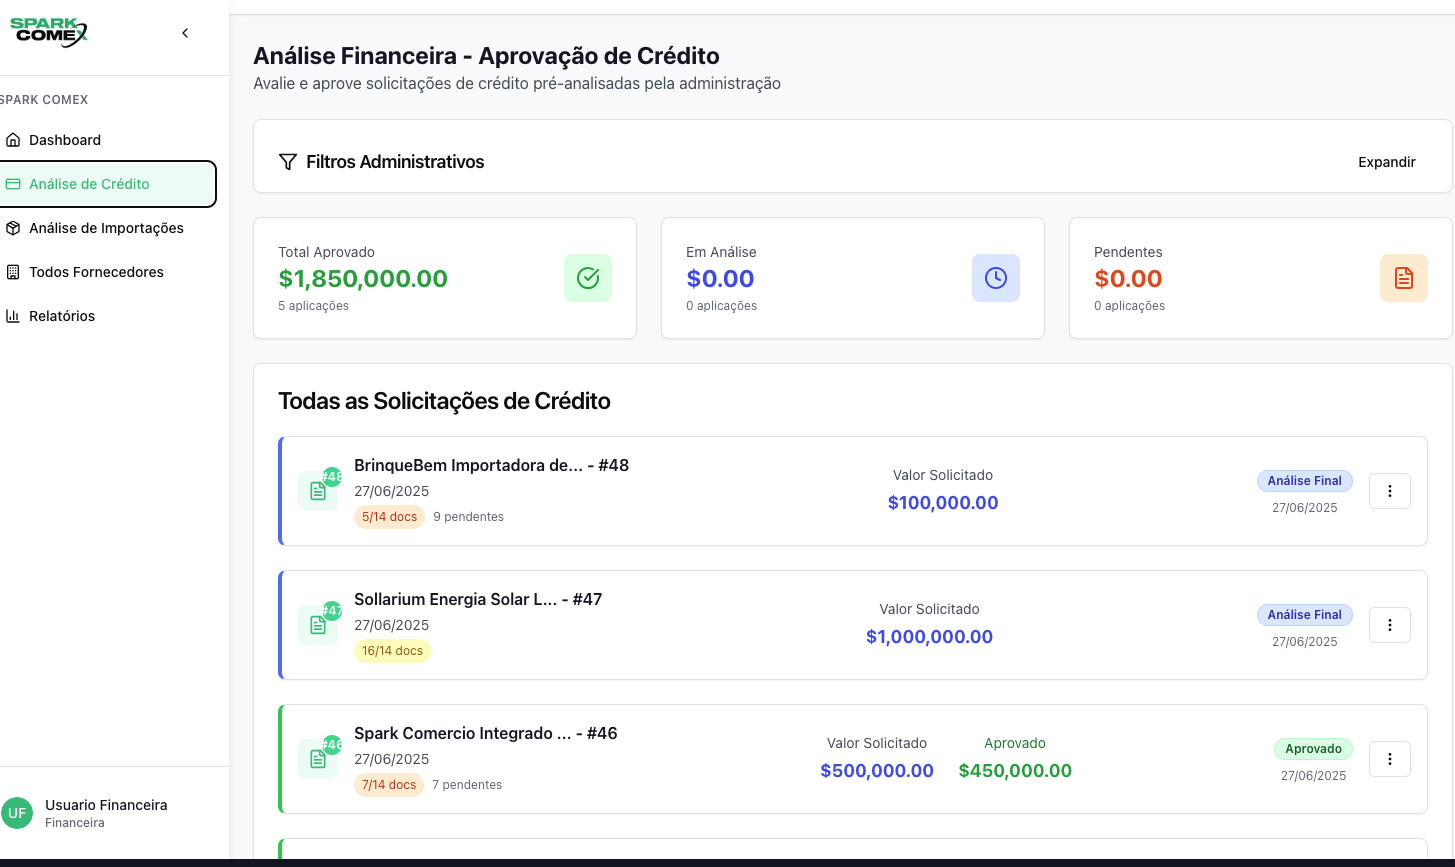 SPARK
COMEX
SPARK COMEX
Dashboard
Análise de Crédito
Análise de Importações
Todos Fornecedores
Relatórios
UF
Usuario Financeira
Financeira
Análise Financeira - Aprovação de Crédito
Avalie e aprove solicitações de crédito pré-analisadas pela administração
Filtros Administrativos
Expandir
Total Aprovado
$1,850,000.00
5 aplicações
Em Análise
$0.00
0 aplicações
Pendentes
$0.00
0 aplicações
Todas as Solicitações de Crédito
#48
BrinqueBem Importadora de... - #48
27/06/2025
5/14 docs 9 pendentes
Valor Solicitado
$100,000.00
Análise Final
27/06/2025
#47
Sollarium Energia Solar L... - #47
27/06/2025
16/14 docs
Valor Solicitado
$1,000,000.00
Análise Final
27/06/2025
#46
Spark Comercio Integrado ... - #46
27/06/2025
7/14 docs 7 pendentes
Valor Solicitado
$500,000.00
Aprovado
$450,000.00
Aprovado
27/06/2025